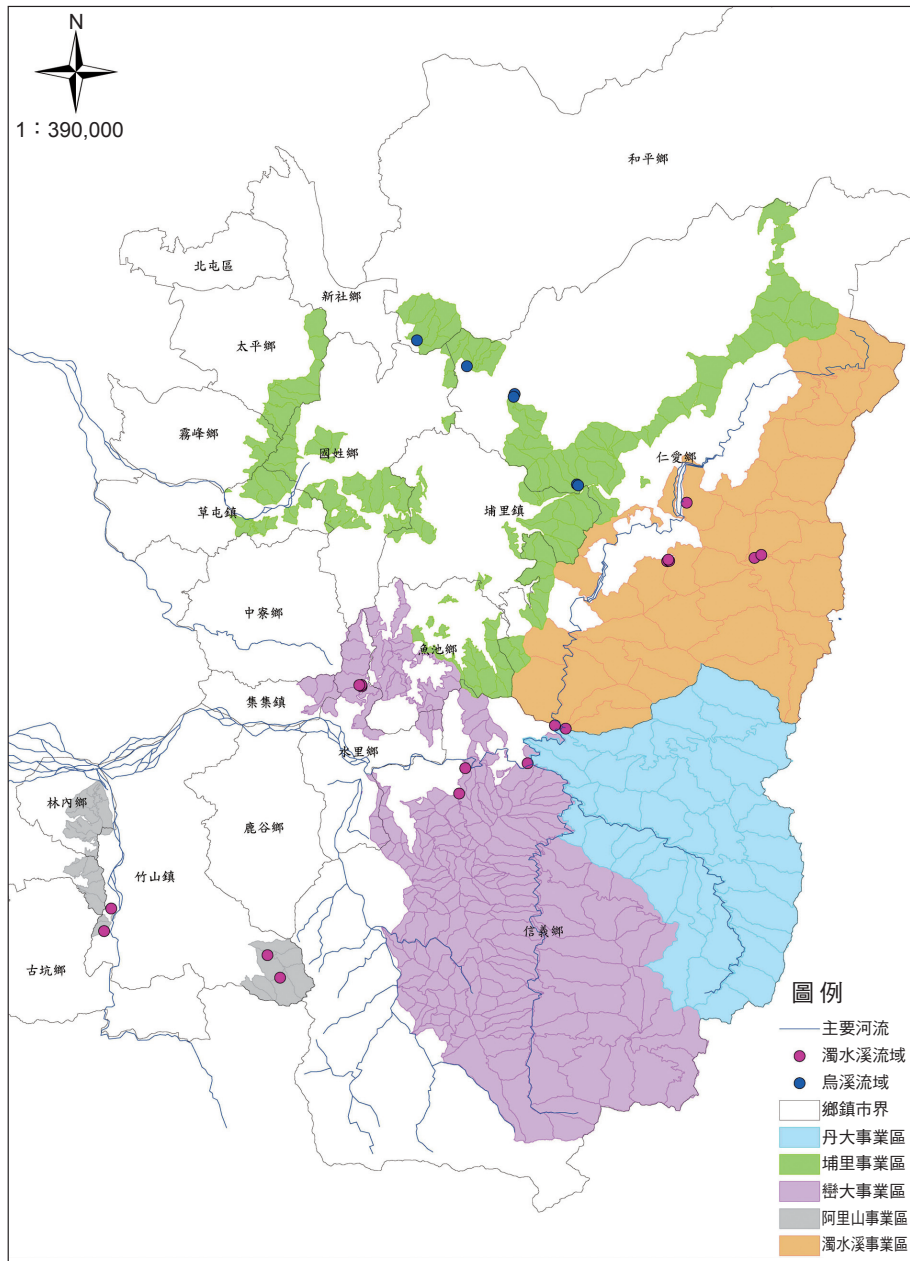 N
1：390,000
和平鄉
北屯區
新社鄉
太平鄉
霧峰鄉
國姓鄉
仁愛鄉
草屯鎮
埔里鎮
中寮鄉
魚池鄉
集集鎮
水里鄉
林內鄉
鹿谷鄉
竹山鎮
信義鄉
古坑鄉
圖例
主要河流
濁水溪流域
烏溪流域
鄉鎮市界
丹大事業區
埔里事業區
巒大事業區
阿里山事業區
濁水溪事業區